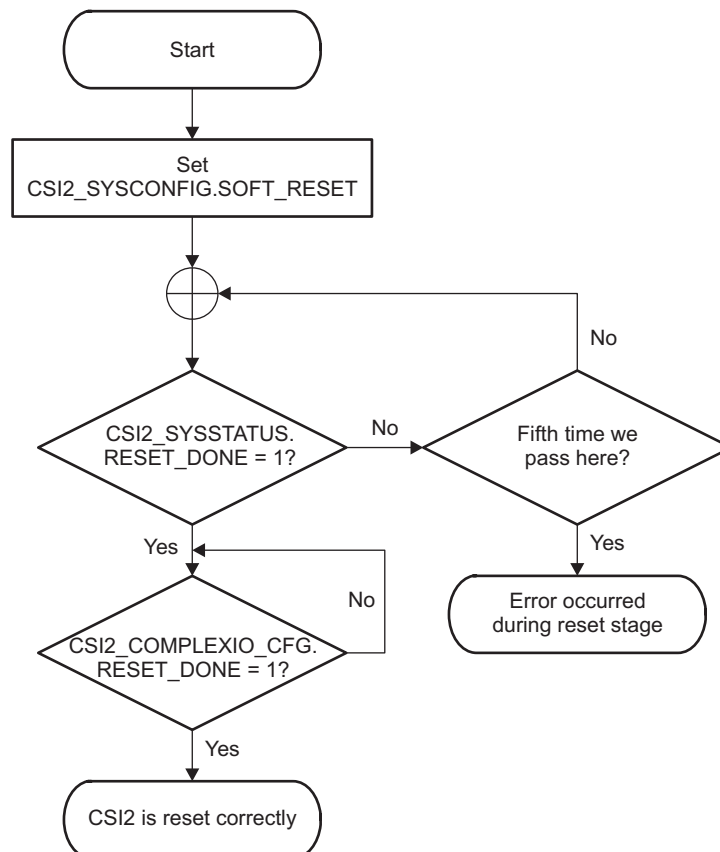 Start
Set
CSI2_SYSCONFIG.SOFT_RESET
No
CSI2_SYSSTATUS.
RESET_DONE = 1?
No
Fifth time we
pass here?
Yes
Yes
No
Error occurred
during reset stage
CSI2_COMPLEXIO_CFG.
RESET_DONE = 1?
Yes
CSI2 is reset correctly